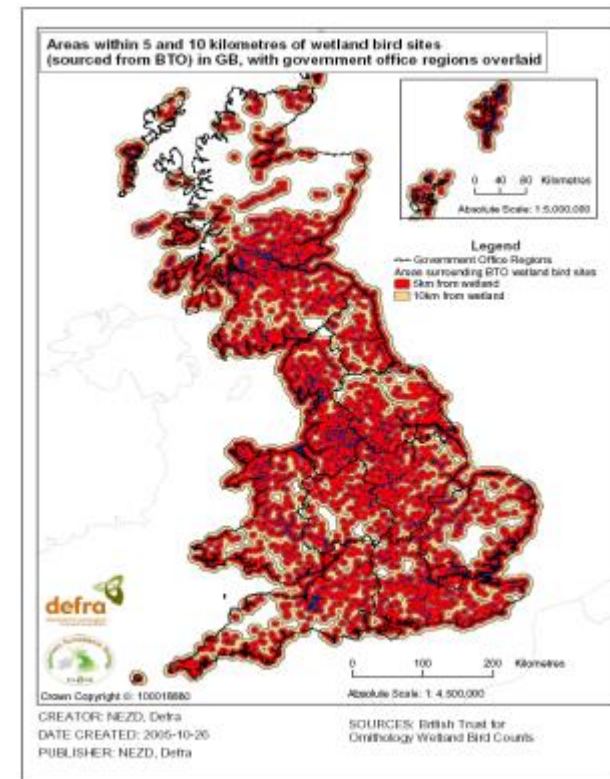 Areas within 5 and 10 kilometres of wetland bird sites
(sourced from BTO) in GB, with government office regions overlaid
0 40 80 Kilometres
Absolute Scale: 1:5,000,000
Legend
Government Office Regions
Areas surrounding BTO wetland bird sites
5km from wetland
10km from wetland
defra
0 100 200 Kilometres
Crown Copyright ©: 100018880
Absolute Scale: 1: 4,500,000
CREATOR: NEZD, Defra
DATE CREATED: 2005-10-26
PUBLISHER: NEZD, Defra
SOURCES: British Trust for
Ornithology Wetland Bird Counts